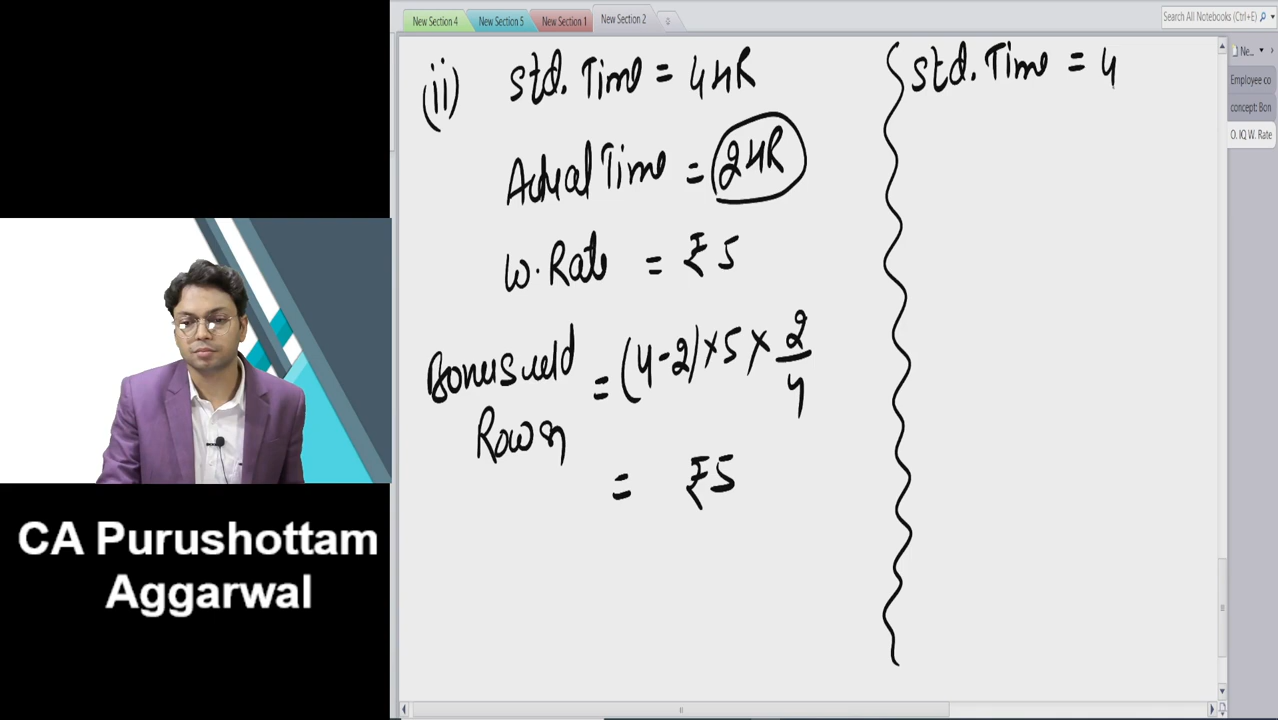 New Section 4
New Section 5
New Section 1
New Section 2
Search All Notebooks (Ctrl+E)
(ii) Std. Time = 4 HR
Actual Time = 2 HR
W. Rate = ₹5
Bonus
Rowan
= (4-2) × 5 × 2/4
= ₹5
Std. Time = 4
Ne...
Employee co
concept: Bon
O. IQ W. Rate
CA Purushottam
Aggarwal